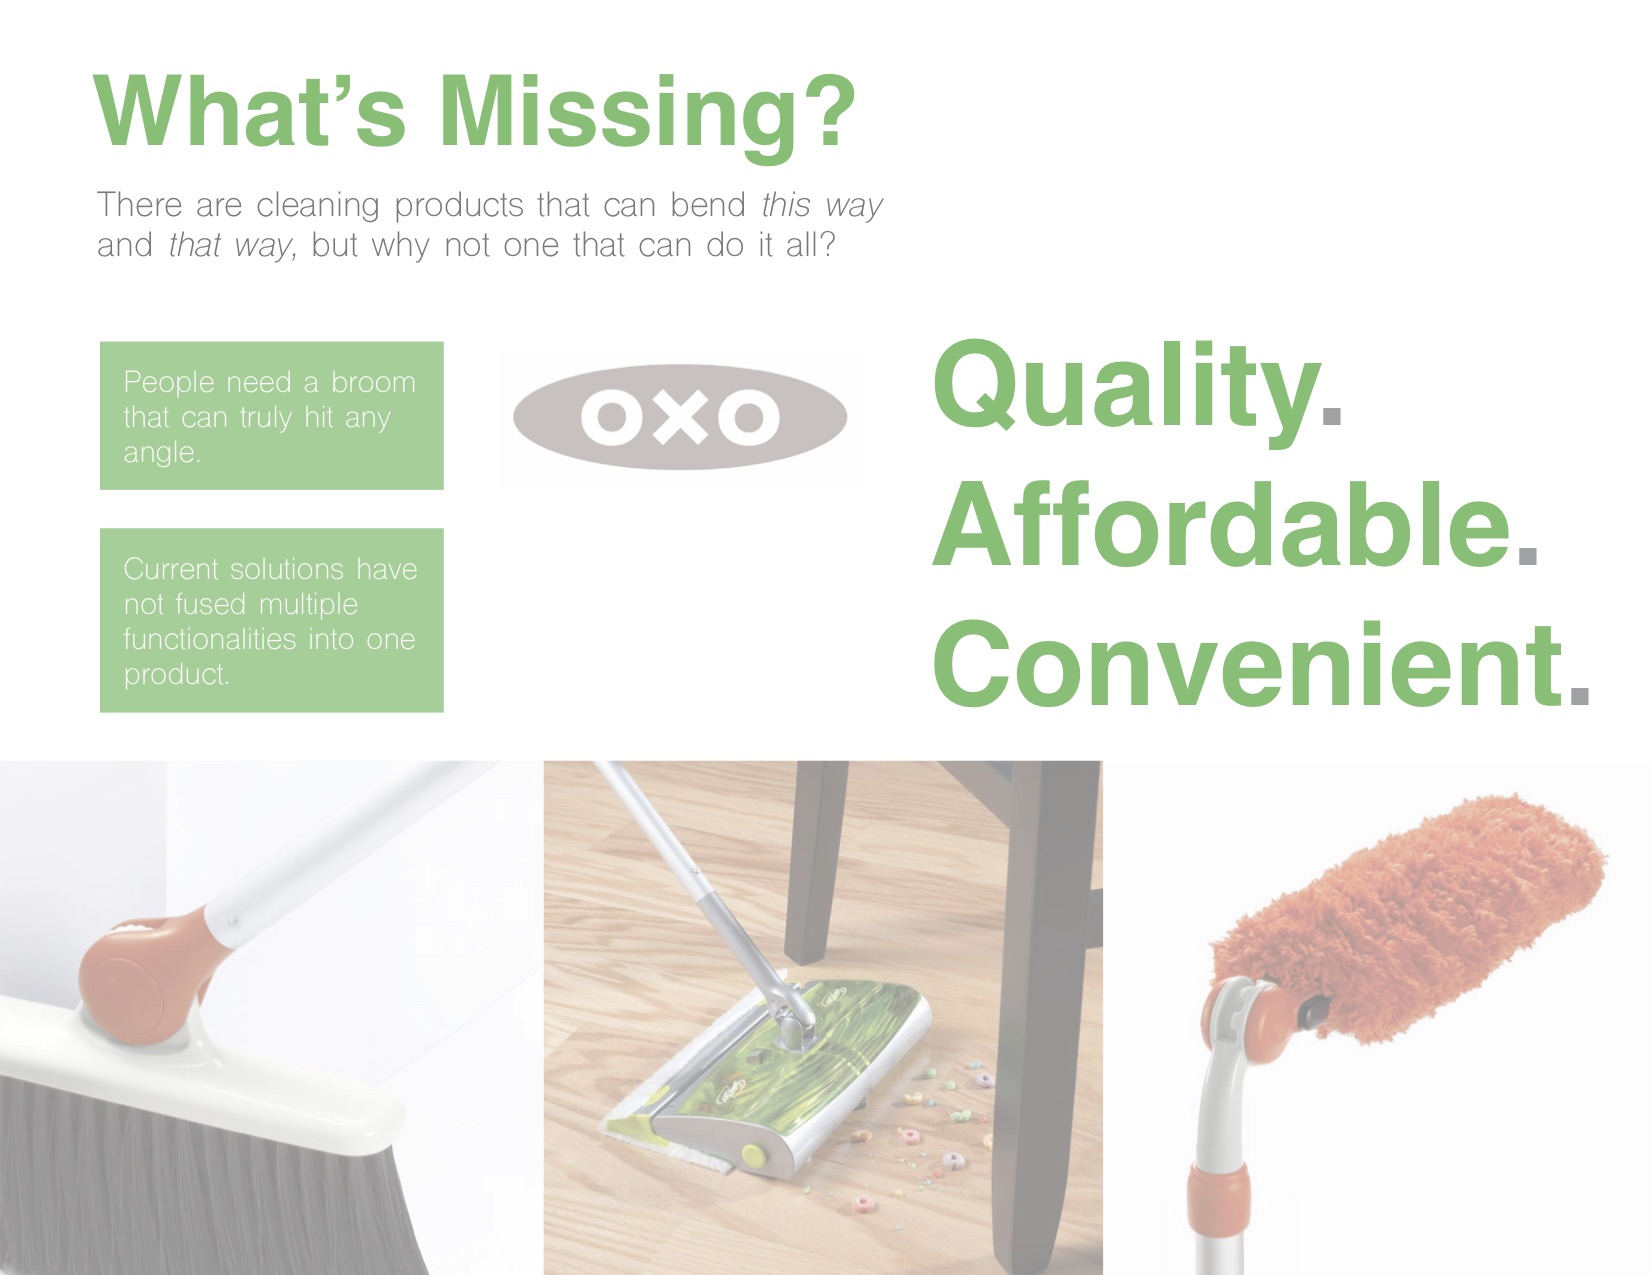 What's Missing?
There are cleaning products that can bend this way
and that way, but why not one that can do it all?
People need a broom
that can truly hit any
angle.
Current solutions have
not fused multiple
functionalities into one
product.
OXO
Quality.
Affordable.
Convenient.